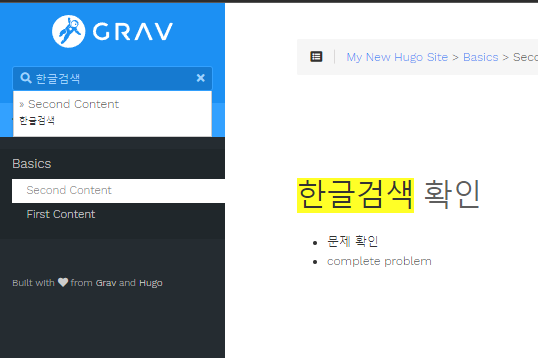 GRAV
한글검색
» Second Content
한글검색
Basics
Second Content
First Content
Built with from Grav and Hugo
My New Hugo Site > Basics > Seco
한글검색 확인
문제 확인
complete problem